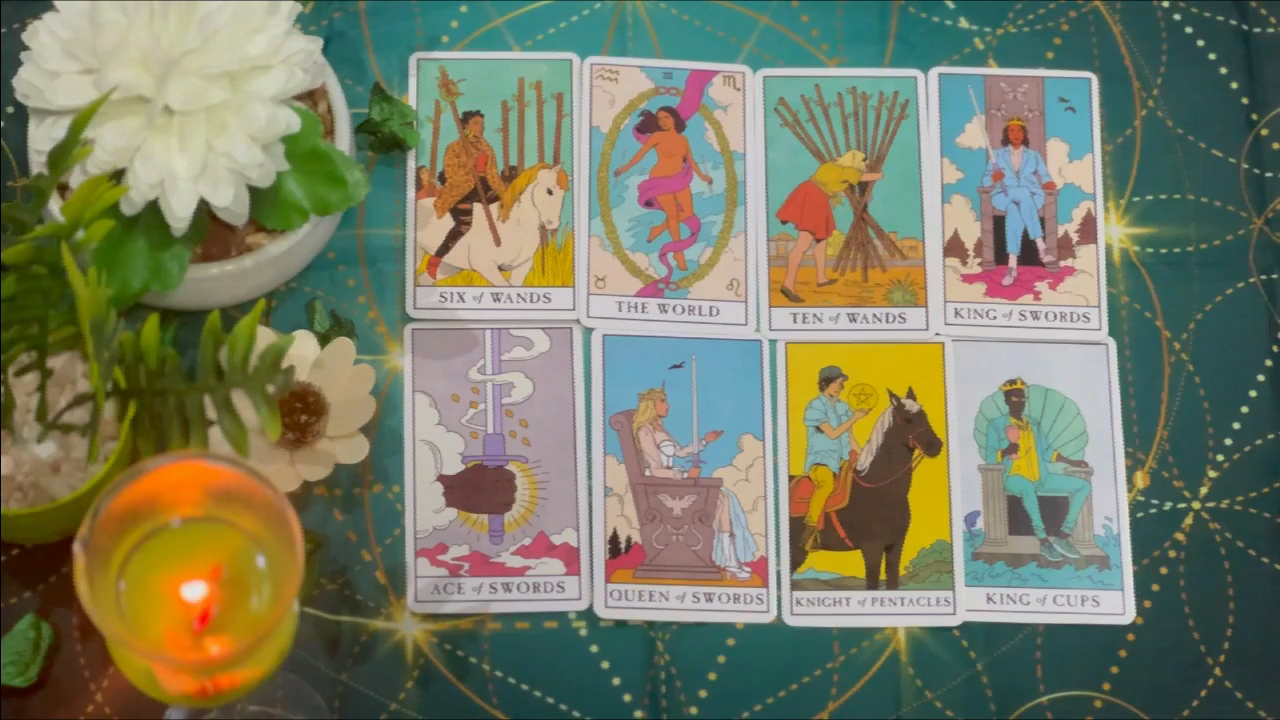 SIX of WANDS
THE WORLD
TEN of WANDS
KING of SWORDS
ACE of SWORDS
QUEEN of SWORDS
KNIGHT of PENTACLES
KING of CUPS